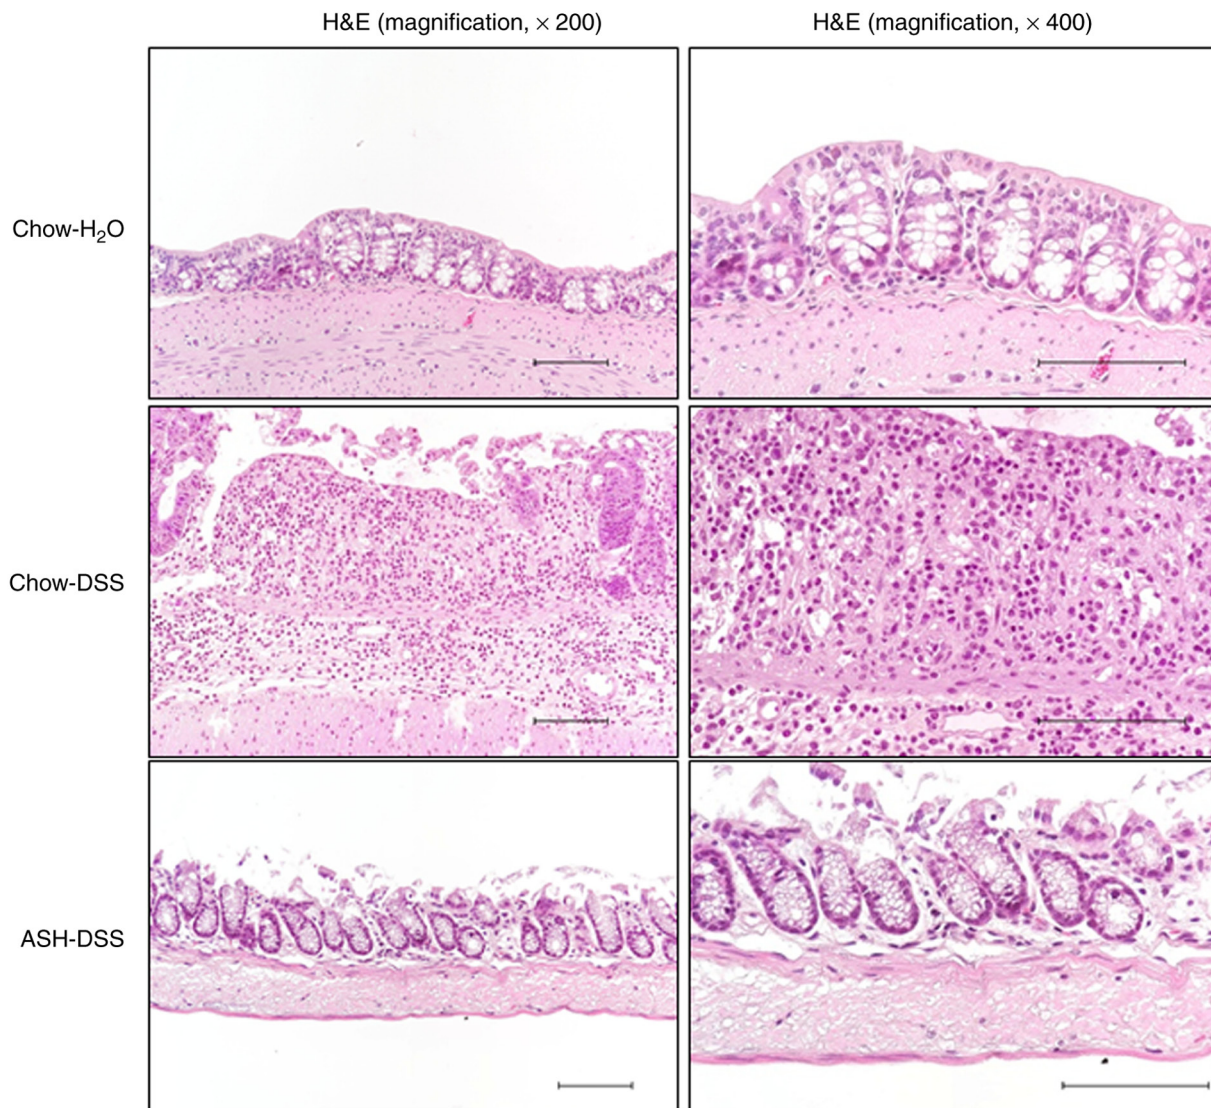 H&E (magnification, × 200)
H&E (magnification, × 400)
Chow-H₂O
Chow-DSS
ASH-DSS